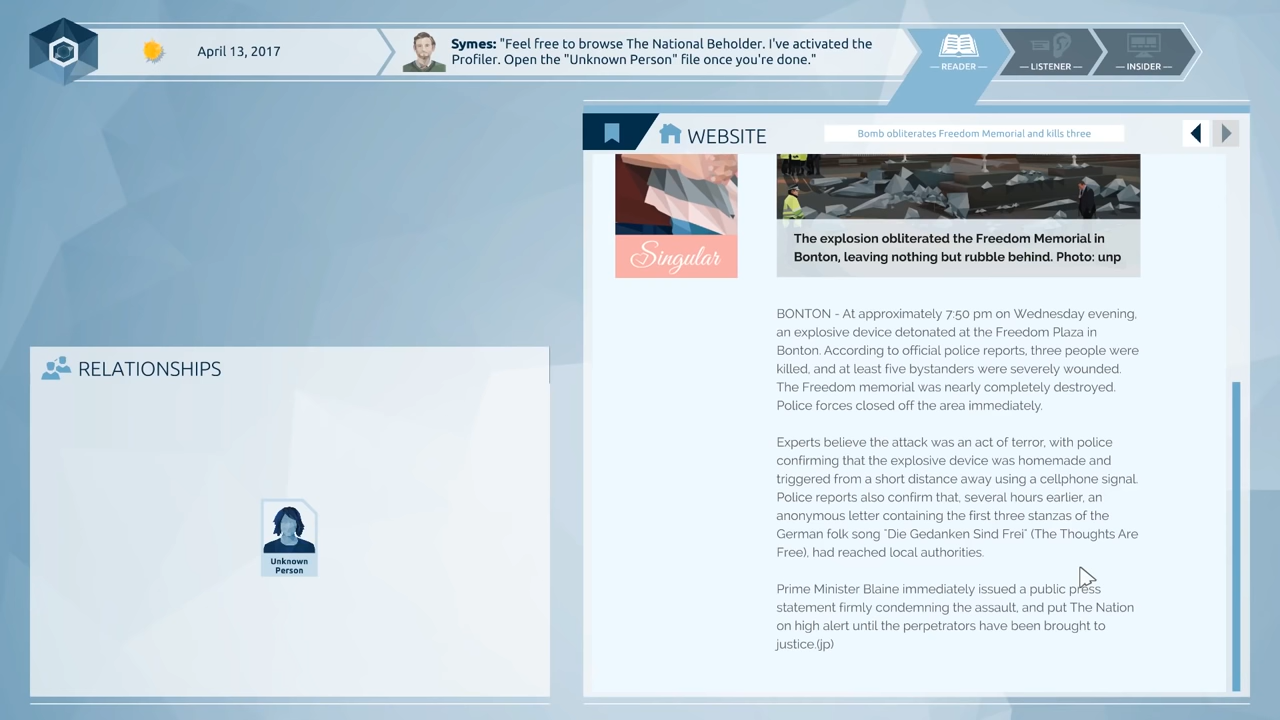 April 13, 2017
Symes: "Feel free to browse The National Beholder. I've activated the
Profiler. Open the "Unknown Person" file once you're done."
— READER —
— LISTENER —
— INSIDER —
WEBSITE
Bomb obliterates Freedom Memorial and kills three
Singular
The explosion obliterated the Freedom Memorial in
Bonton, leaving nothing but rubble behind. Photo: unp
BONTON - At approximately 7:50 pm on Wednesday evening,
an explosive device detonated at the Freedom Plaza in
Bonton. According to official police reports, three people were
killed, and at least five bystanders were severely wounded.
The Freedom memorial was nearly completely destroyed.
Police forces closed off the area immediately.
Experts believe the attack was an act of terror, with police
confirming that the explosive device was homemade and
triggered from a short distance away using a cellphone signal.
Police reports also confirm that, several hours earlier, an
anonymous letter containing the first three stanzas of the
German folk song "Die Gedanken Sind Frei" (The Thoughts Are
Free), had reached local authorities.
Prime Minister Blaine immediately issued a public press
statement firmly condemning the assault, and put The Nation
on high alert until the perpetrators have been brought to
justice.(jp)
RELATIONSHIPS
Unknown
Person